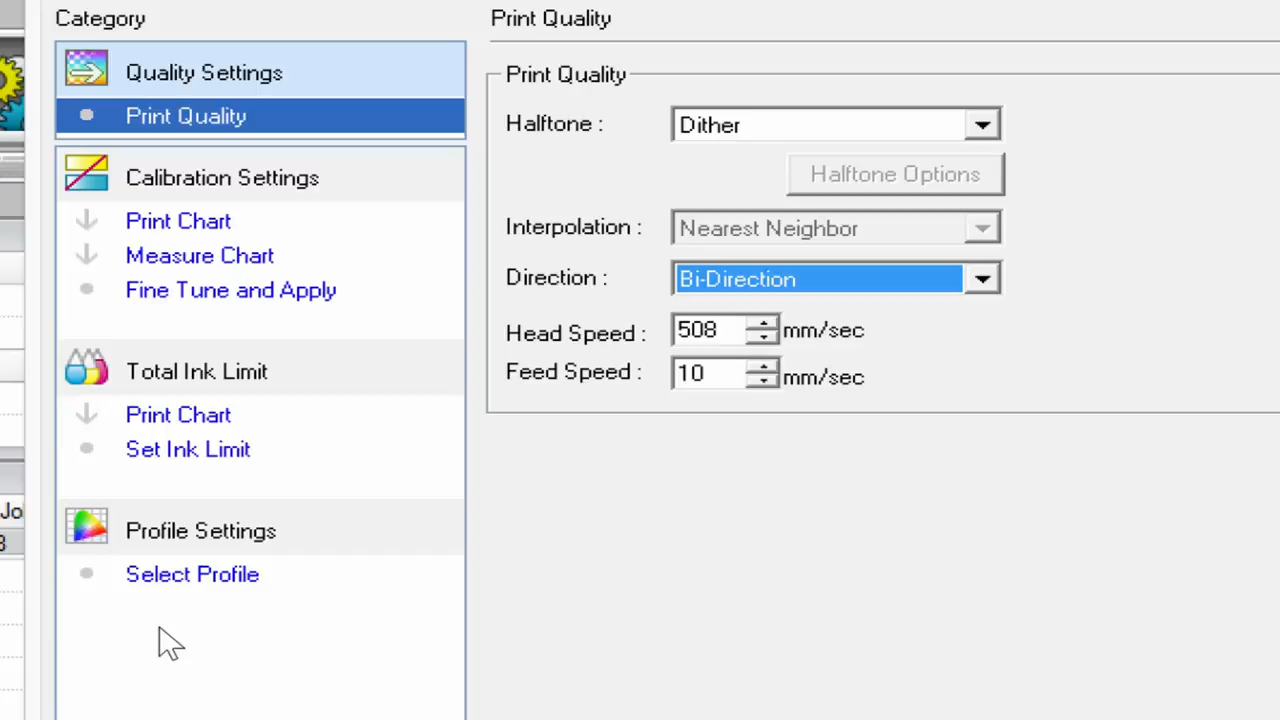 Category
Quality Settings
Print Quality
Calibration Settings
Print Chart
Measure Chart
Fine Tune and Apply
Total Ink Limit
Print Chart
Set Ink Limit
Profile Settings
Select Profile
Print Quality
Print Quality
Halftone : Dither
Halftone Options
Interpolation : Nearest Neighbor
Direction : Bi-Direction
Head Speed : 508 mm/sec
Feed Speed : 10 mm/sec